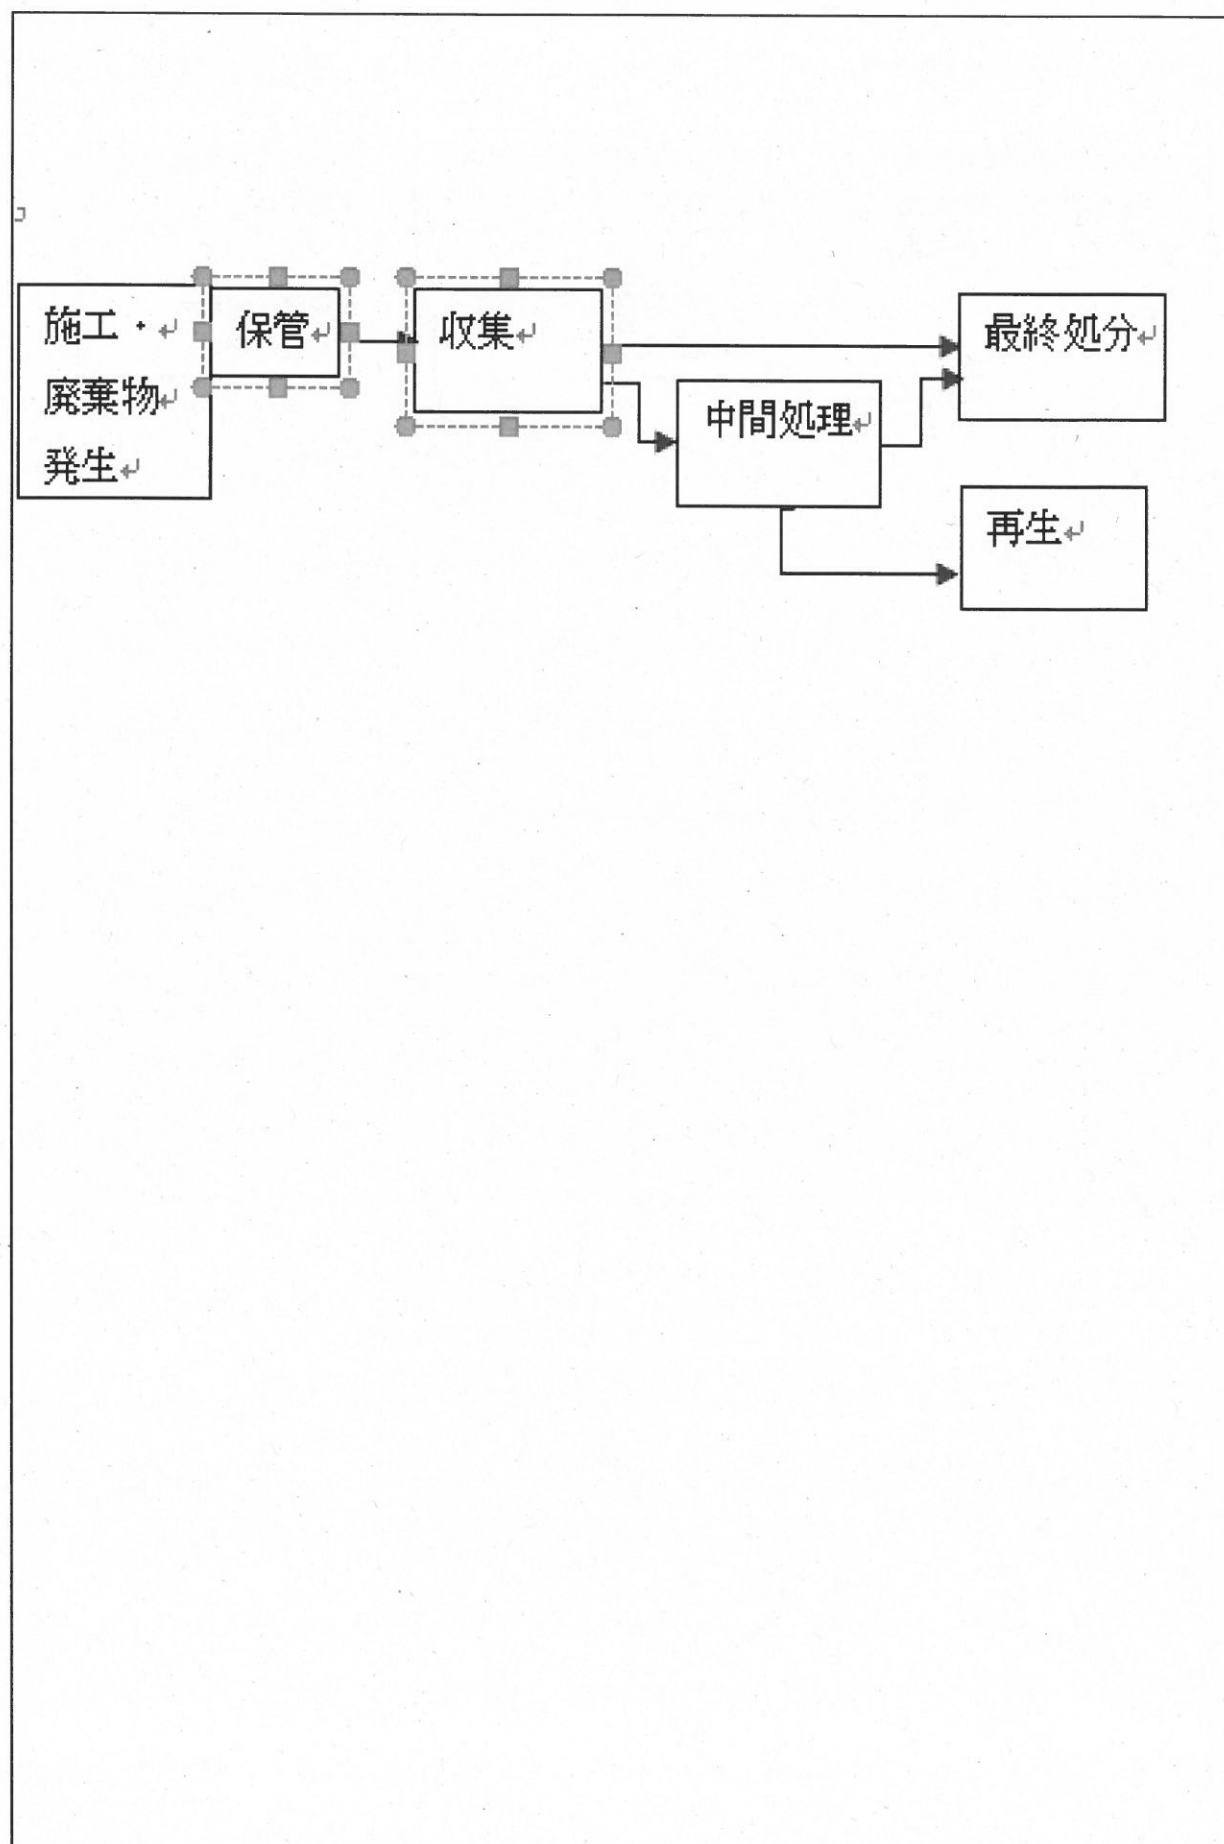 施工・
廃棄物
発生
保管
収集
中間処理
最終処分
再生